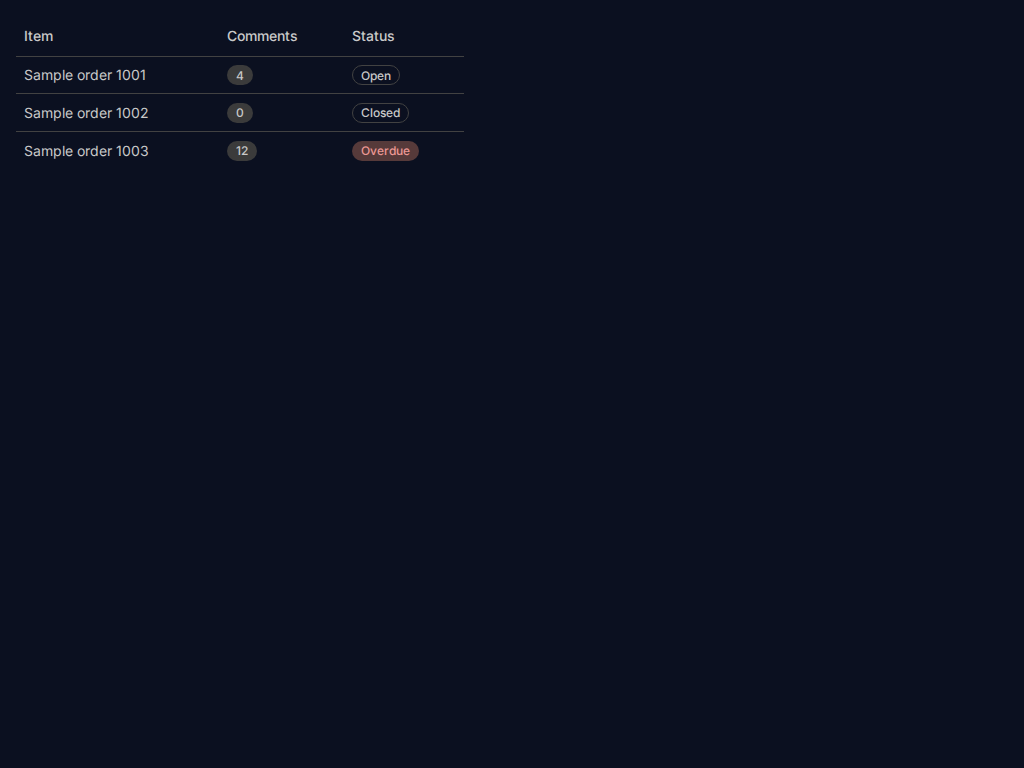 Item Comments Status
Sample order 1001 4 Open
Sample order 1002 0 Closed
Sample order 1003 12 Overdue